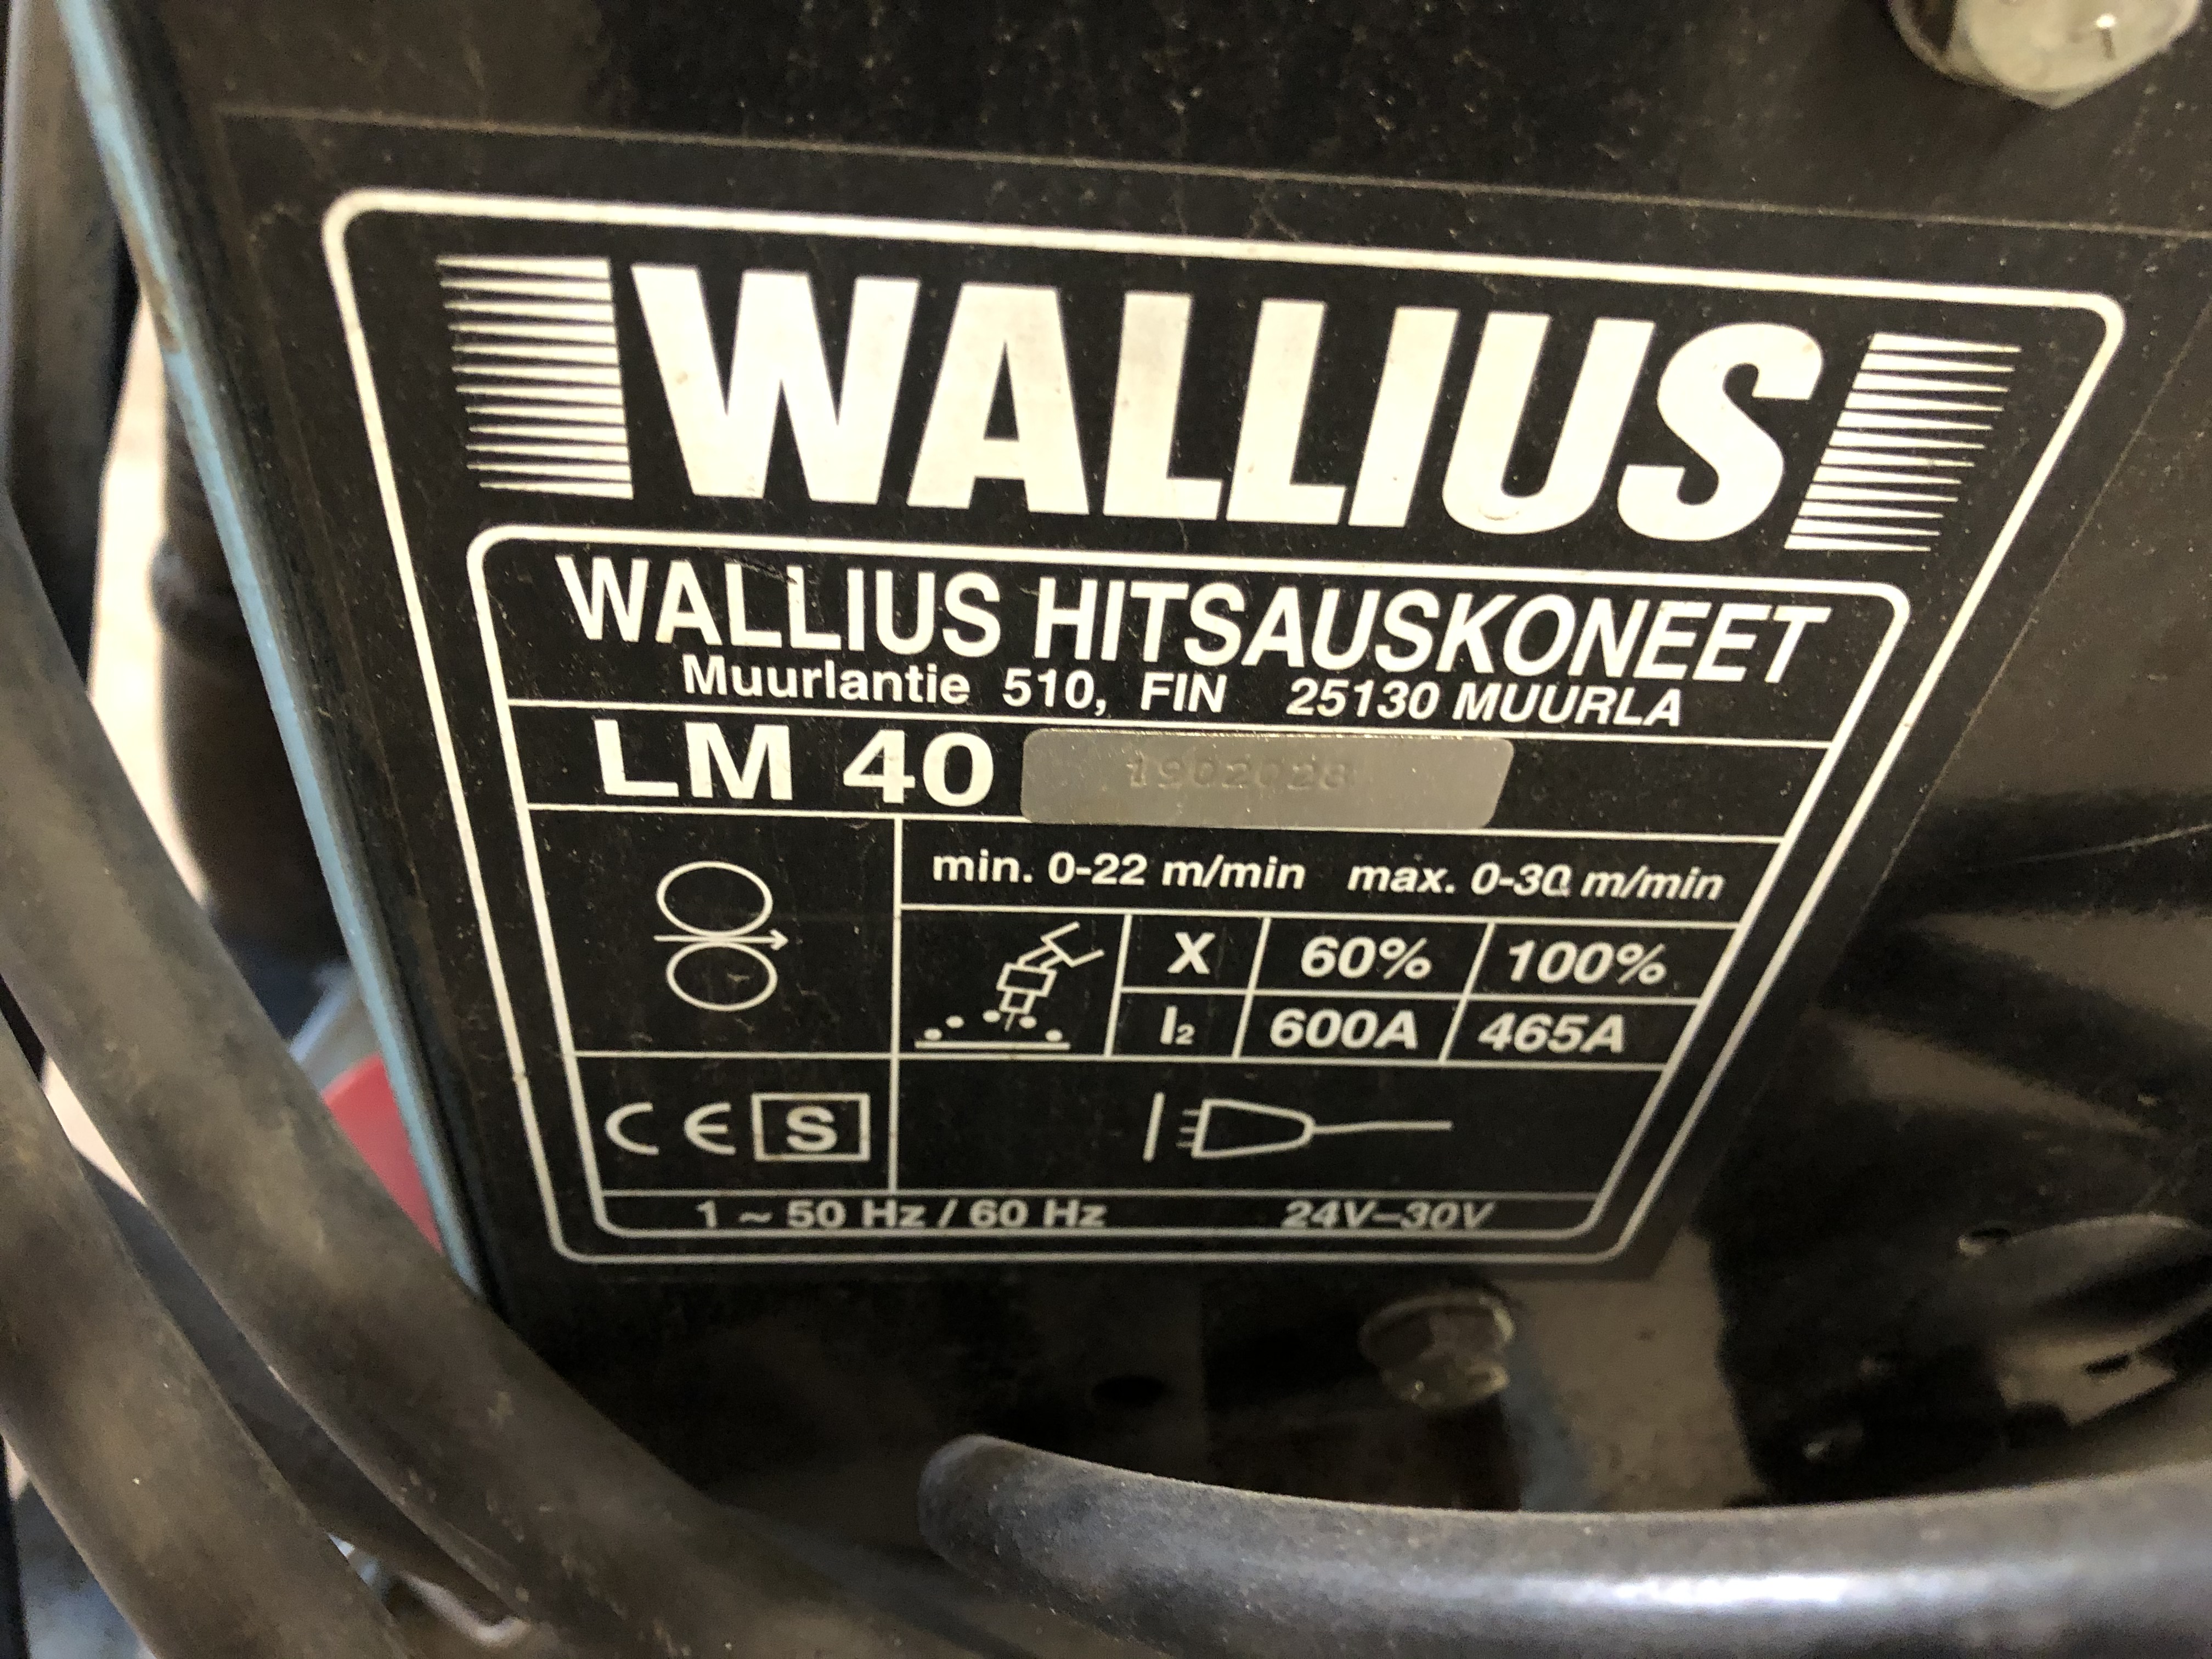 WALLIUS
WALLIUS HITSAUSKONEET
Muurlantie 510, FIN 25130 MUURLA
LM 40 1902028
min. 0-22 m/min max. 0-30 m/min
X 60% 100%
I₂ 600A 465A
CE S
1 ~ 50 Hz / 60 Hz 24V–30V